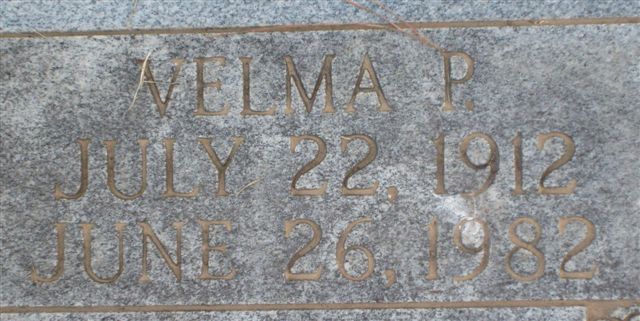 VELMA P.
JULY 22, 1912
JUNE 26, 1982